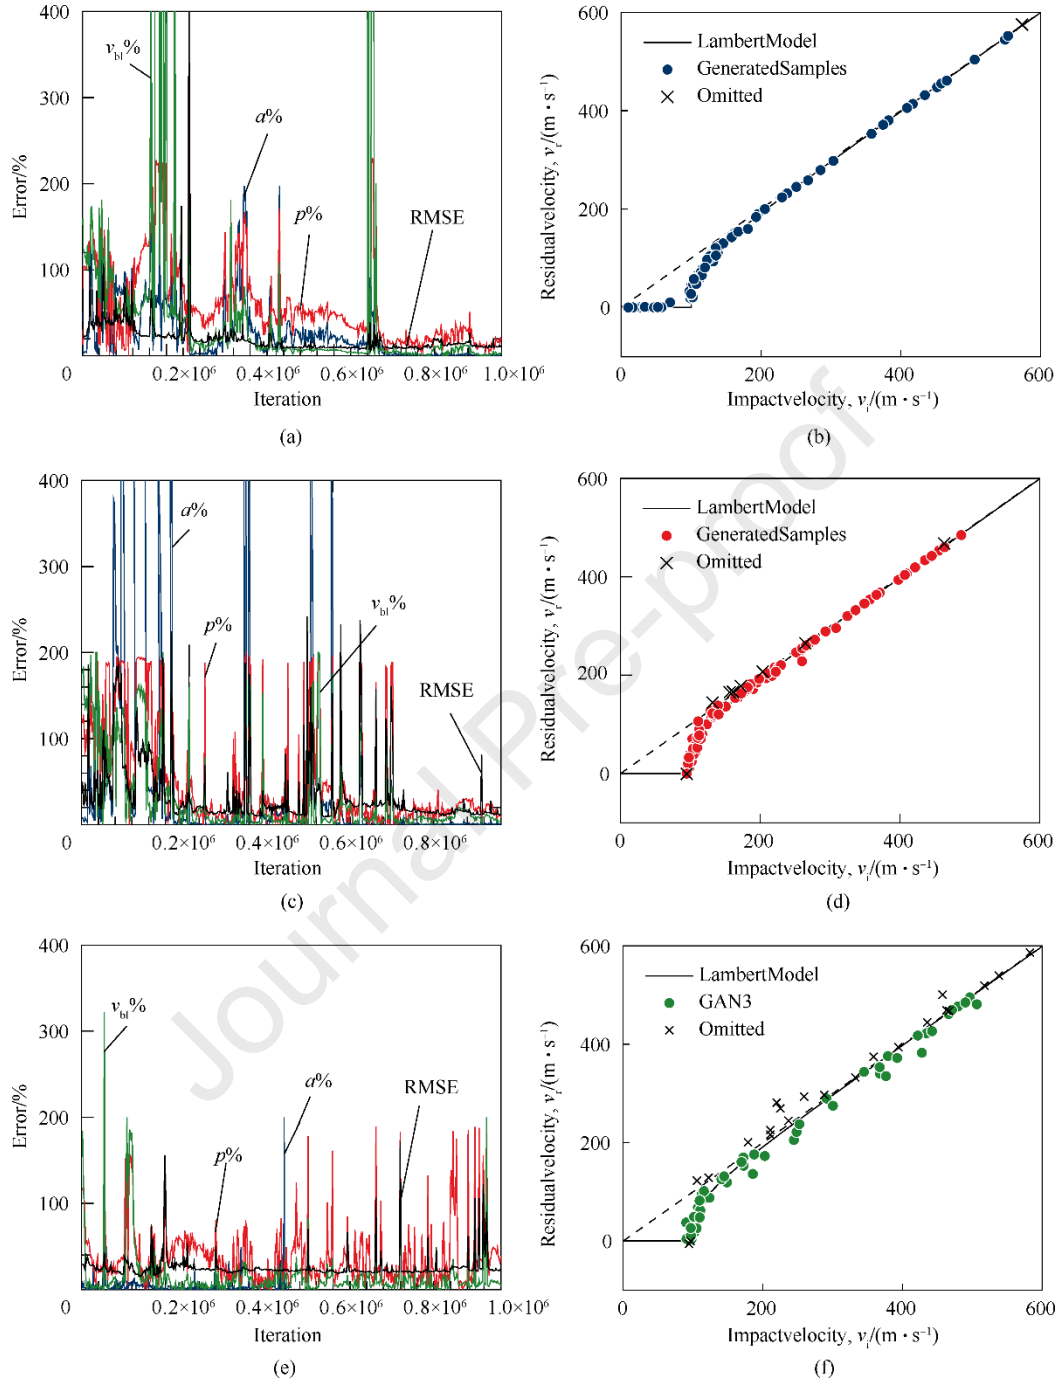 400
300
200
100
0
Error/%
v_bl%
a%
p%
RMSE
0.2×10⁶
0.4×10⁶
0.6×10⁶
0.8×10⁶
1.0×10⁶
Iteration
(a)
600
400
200
0
Residualvelocity, v_r/(m · s⁻¹)
LambertModel
GeneratedSamples
Omitted
0
200
400
600
Impactvelocity, v_i/(m · s⁻¹)
(b)
400
300
200
100
0
Error/%
a%
p%
v_bl%
RMSE
0.2×10⁶
0.4×10⁶
0.6×10⁶
0.8×10⁶
Iteration
(c)
600
400
200
0
Residualvelocity, v_r/(m · s⁻¹)
LambertModel
GeneratedSamples
Omitted
0
200
400
600
Impactvelocity, v_i/(m · s⁻¹)
(d)
400
300
200
100
0
Error/%
v_bl%
a%
p%
RMSE
0.2×10⁶
0.4×10⁶
0.6×10⁶
0.8×10⁶
1.0×10⁶
Iteration
(e)
600
400
200
0
Residualvelocity, v_r/(m · s⁻¹)
LambertModel
GAN3
Omitted
0
200
400
600
Impactvelocity, v_i/(m · s⁻¹)
(f)
Journal Pre-proof